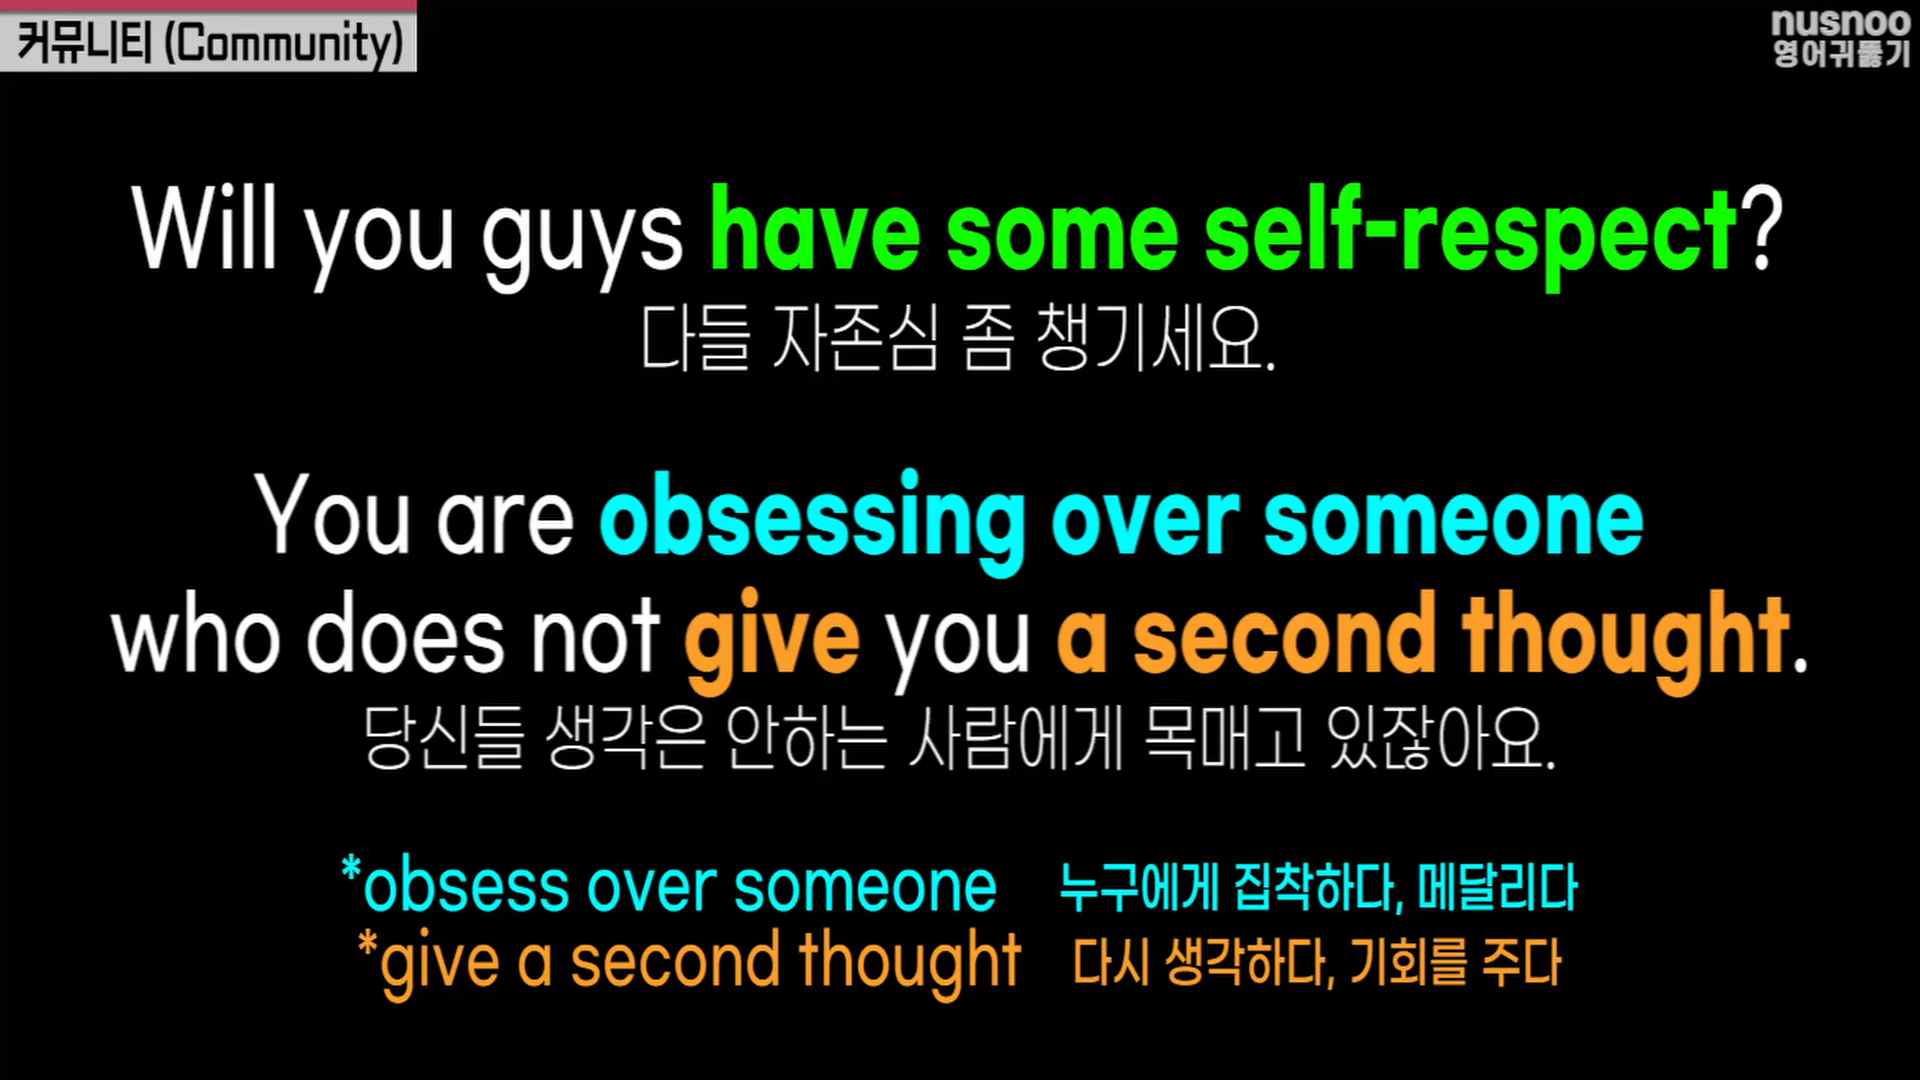 커뮤니티 (Community)
nusnoo
영어귀뚫기
Will you guys have some self-respect?
다들 자존심 좀 챙기세요.
You are obsessing over someone
who does not give you a second thought.
당신들 생각은 안하는 사람에게 목매고 있잖아요.
*obsess over someone 누구에게 집착하다, 메달리다
*give a second thought 다시 생각하다, 기회를 주다